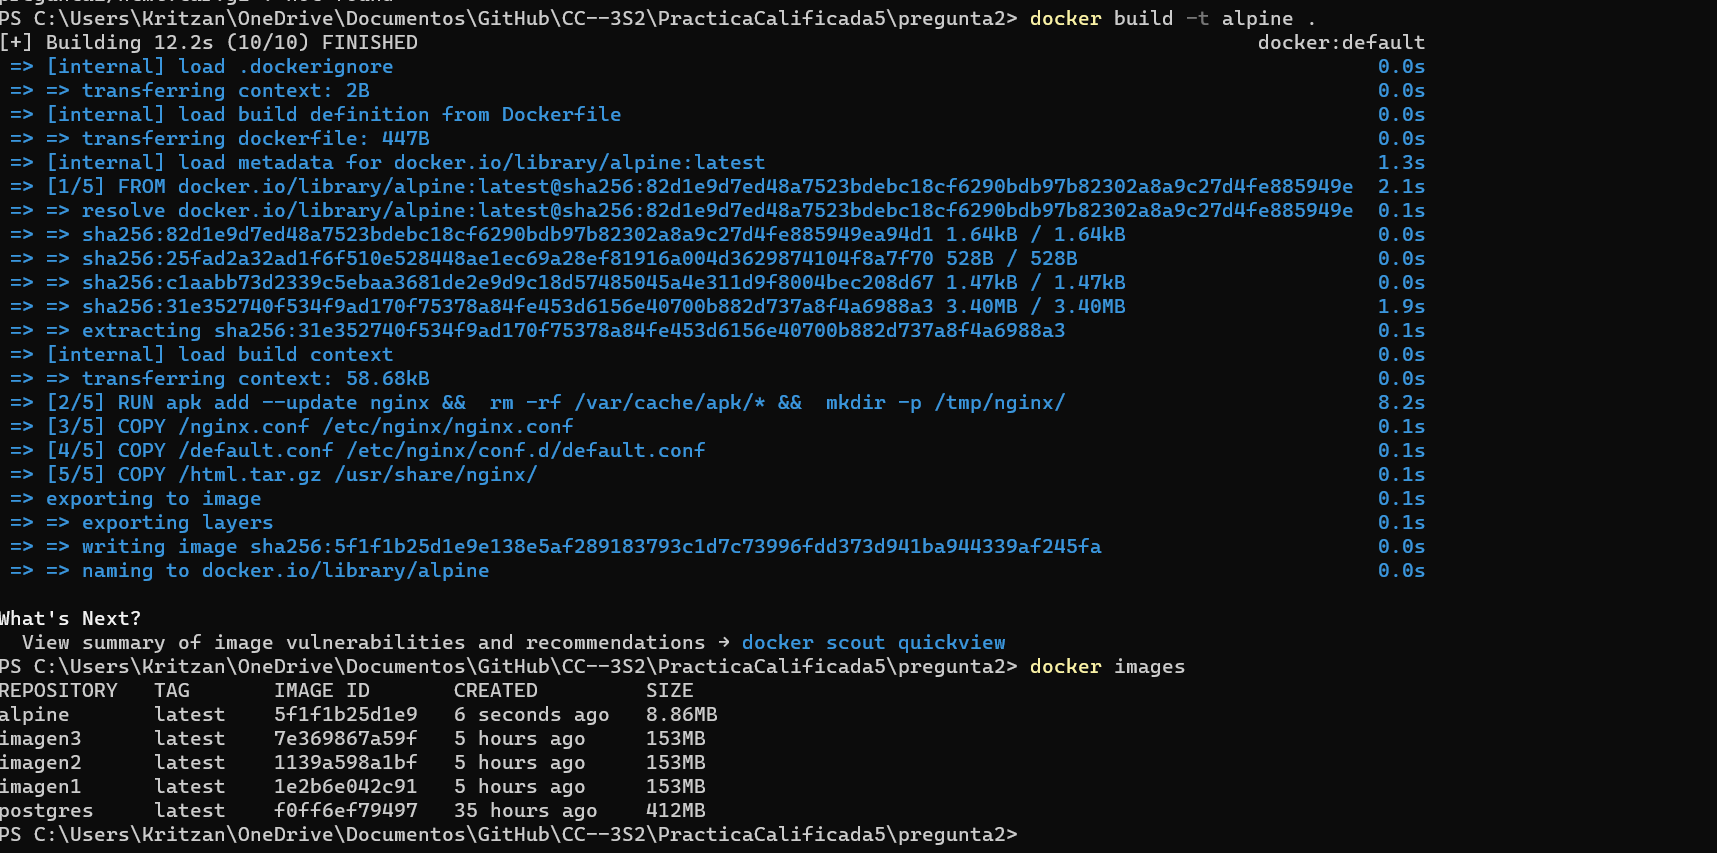 PS C:\Users\Kritzan\OneDrive\Documentos\GitHub\CC--3S2\PracticaCalificada5\pregunta2> docker build -t alpine .
[+] Building 12.2s (10/10) FINISHED docker:default
=> [internal] load .dockerignore 0.0s
=> => transferring context: 2B 0.0s
=> [internal] load build definition from Dockerfile 0.0s
=> => transferring dockerfile: 447B 0.0s
=> [internal] load metadata for docker.io/library/alpine:latest 1.3s
=> [1/5] FROM docker.io/library/alpine:latest@sha256:82d1e9d7ed48a7523bdebc18cf6290bdb97b82302a8a9c27d4fe885949e 2.1s
=> => resolve docker.io/library/alpine:latest@sha256:82d1e9d7ed48a7523bdebc18cf6290bdb97b82302a8a9c27d4fe885949e 0.1s
=> => sha256:82d1e9d7ed48a7523bdebc18cf6290bdb97b82302a8a9c27d4fe885949ea94d1 1.64kB / 1.64kB 0.0s
=> => sha256:25fad2a32ad1f6f510e528448ae1ec69a28ef81916a004d3629874104f8a7f70 528B / 528B 0.0s
=> => sha256:c1aabb73d2339c5ebaa3681de2e9d9c18d57485045a4e311d9f8004bec208d67 1.47kB / 1.47kB 0.0s
=> => sha256:31e352740f534f9ad170f75378a84fe453d6156e40700b882d737a8f4a6988a3 3.40MB / 3.40MB 1.9s
=> => extracting sha256:31e352740f534f9ad170f75378a84fe453d6156e40700b882d737a8f4a6988a3 0.1s
=> [internal] load build context 0.0s
=> => transferring context: 58.68kB 0.0s
=> [2/5] RUN apk add --update nginx &&  rm -rf /var/cache/apk/* &&  mkdir -p /tmp/nginx/ 8.2s
=> [3/5] COPY /nginx.conf /etc/nginx/nginx.conf 0.1s
=> [4/5] COPY /default.conf /etc/nginx/conf.d/default.conf 0.1s
=> [5/5] COPY /html.tar.gz /usr/share/nginx/ 0.1s
=> exporting to image 0.1s
=> => exporting layers 0.1s
=> => writing image sha256:5f1f1b25d1e9e138e5af289183793c1d7c73996fdd373d941ba944339af245fa 0.0s
=> => naming to docker.io/library/alpine 0.0s
What's Next?
View summary of image vulnerabilities and recommendations → docker scout quickview
PS C:\Users\Kritzan\OneDrive\Documentos\GitHub\CC--3S2\PracticaCalificada5\pregunta2> docker images
REPOSITORY TAG IMAGE ID CREATED SIZE
alpine latest 5f1f1b25d1e9 6 seconds ago 8.86MB
imagen3 latest 7e369867a59f 5 hours ago 153MB
imagen2 latest 1139a598a1bf 5 hours ago 153MB
imagen1 latest 1e2b6e042c91 5 hours ago 153MB
postgres latest f0ff6ef79497 35 hours ago 412MB
PS C:\Users\Kritzan\OneDrive\Documentos\GitHub\CC--3S2\PracticaCalificada5\pregunta2>